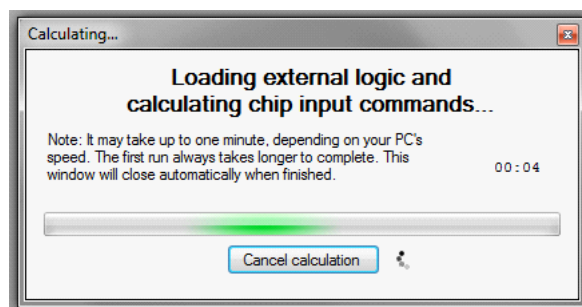 Calculating...
Loading external logic and
calculating chip input commands...
Note: It may take up to one minute, depending on your PC's
speed. The first run always takes longer to complete. This
window will close automatically when finished.
00:04
Cancel calculation